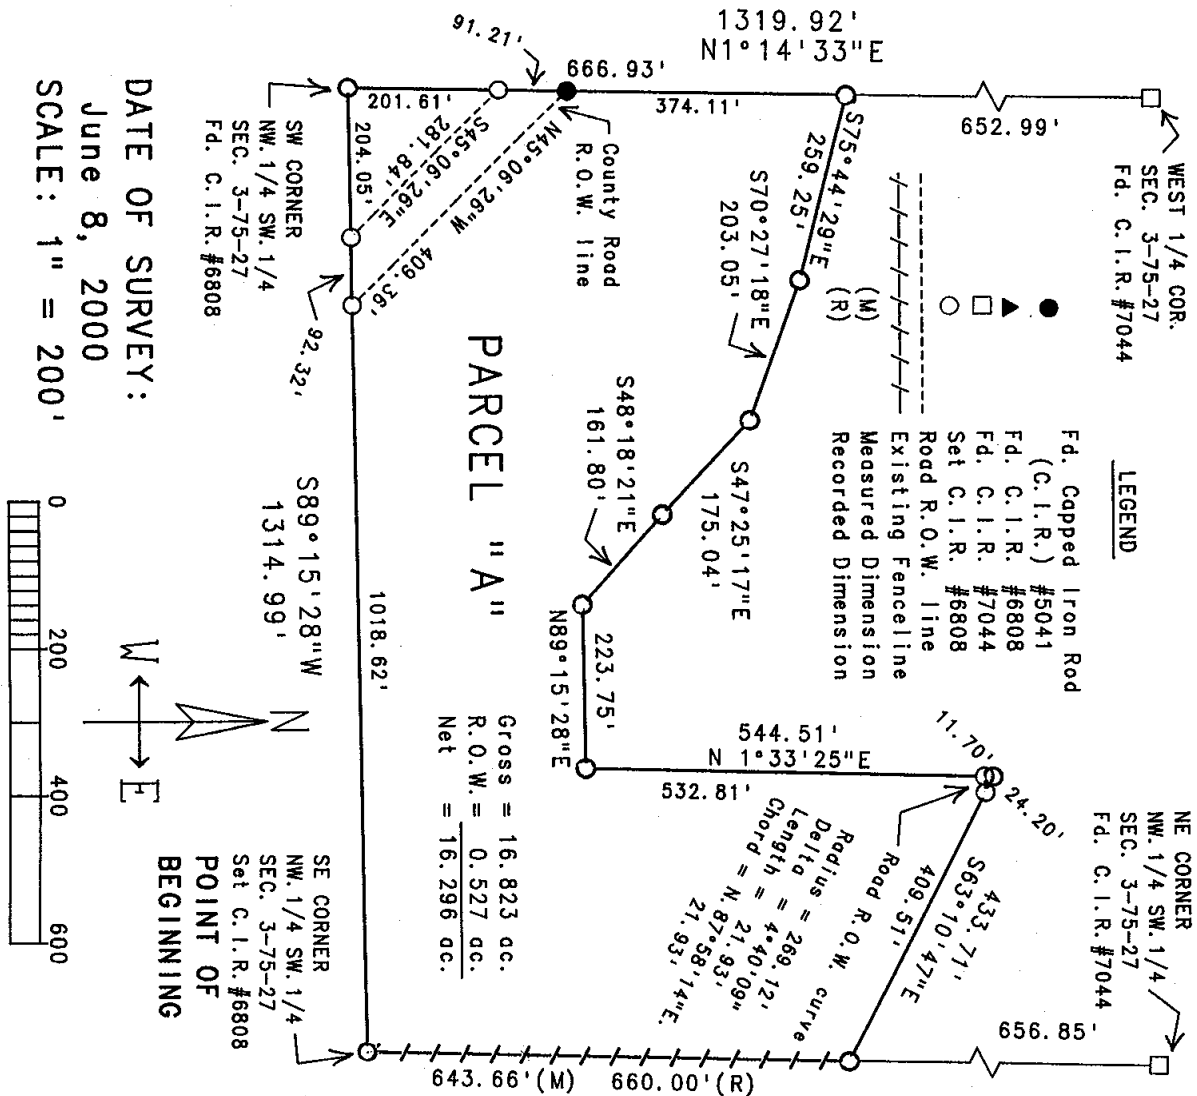 1319.92'
N1°14'33"E
91.21'
666.93'
201.61'
374.11'
652.99'
WEST 1/4 COR.
SEC. 3-75-27
Fd. C.I.R. #7044
LEGEND
Fd. Capped Iron Rod
(C.I.R.) #5041
Fd. C.I.R. #6808
Fd. C.I.R. #7044
Set C.I.R. #6808
Road R.O.W. line
Existing Fenceline
(M) Measured Dimension
(R) Recorded Dimension
NE CORNER
NW. 1/4 SW. 1/4
SEC. 3-75-27
Fd. C.I.R. #7044
S75°44'29"E
259.25'
S70°27'18"E
203.05'
S47°25'17"E
175.04'
S48°18'21"E
161.80'
223.75'
N89°15'28"E
544.51'
N 1°33'25"E
532.81'
11.70'
24.20'
433.71'
S63°10'47"E
409.51'
Road R.O.W. curve
Radius = 269.12'
Delta = 4°40'09"
Length = 21.93'
Chord = N.87°58'14"E.
21.93'
656.85'
643.66'(M) 660.00'(R)
County Road
R.O.W. line
N45°06'26"W
409.36'
S45°06'26"E
281.84'
204.05'
92.32'
1018.62'
S89°15'28"W
1314.99'
PARCEL "A"
Gross = 16.823 ac.
R.O.W. = 0.527 ac.
Net = 16.296 ac.
SW CORNER
NW. 1/4 SW. 1/4
SEC. 3-75-27
Fd. C.I.R. #6808
SE CORNER
NW. 1/4 SW. 1/4
SEC. 3-75-27
Set C.I.R. #6808
POINT OF
BEGINNING
N
W
E
DATE OF SURVEY:
June 8, 2000
SCALE: 1" = 200'
0 200 400 600